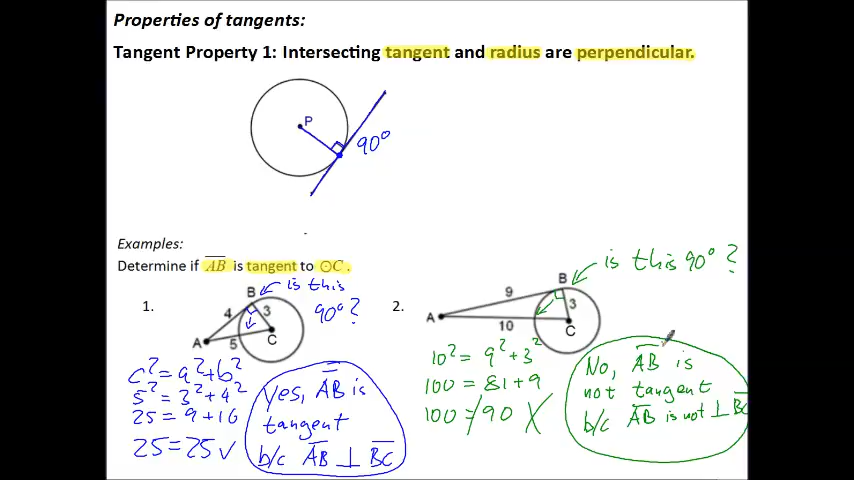 Properties of tangents:
Tangent Property 1: Intersecting tangent and radius are perpendicular.
P
90°
Examples:
Determine if AB is tangent to ⊙C.
1.
B
is this
90°?
4
3
A
5
C
c² = a² + b²
5² = 3² + 4²
25 = 9 + 16
25 = 25 ✓
yes, AB is
tangent
b/c AB ⊥ BC
2.
B
is this 90°?
9
3
A
10
C
10² = 9² + 3²
100 = 81 + 9
100 ≠ 90 X
No, AB is
not tangent
b/c AB is not ⊥ BC